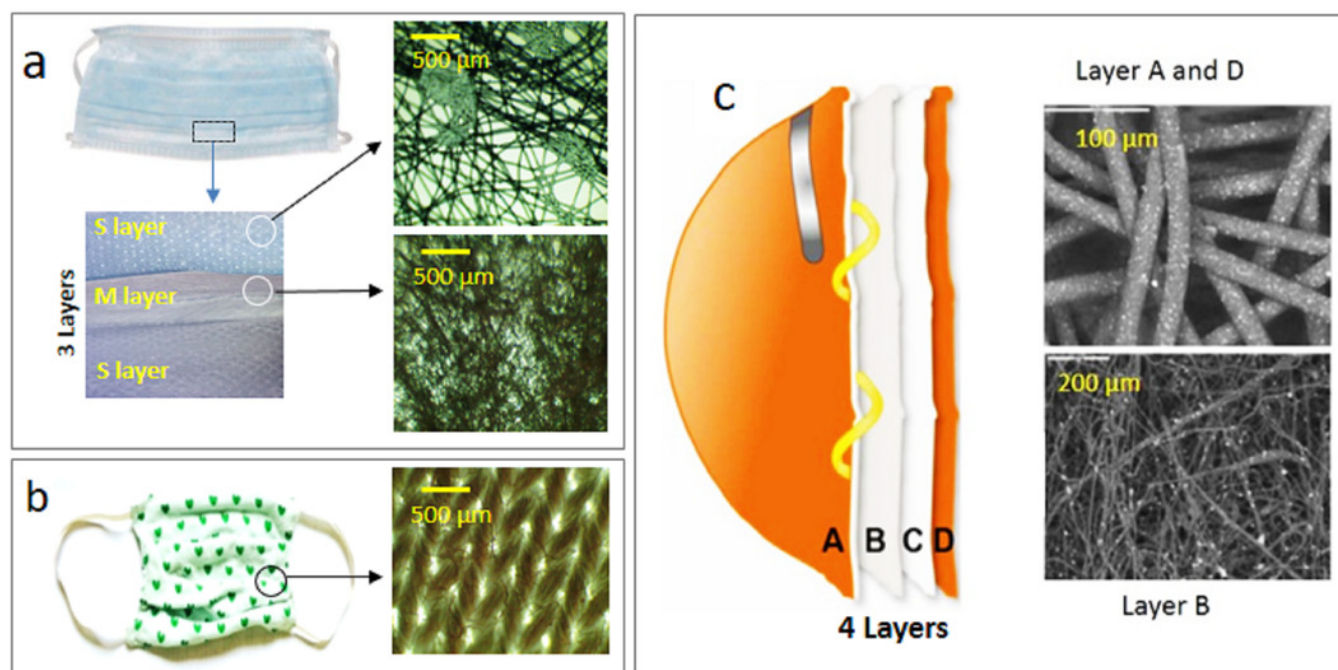 a
500 µm
S layer
M layer
S layer
3 Layers
500 µm
b
500 µm
C
A
B
C
D
4 Layers
Layer A and D
100 µm
200 µm
Layer B